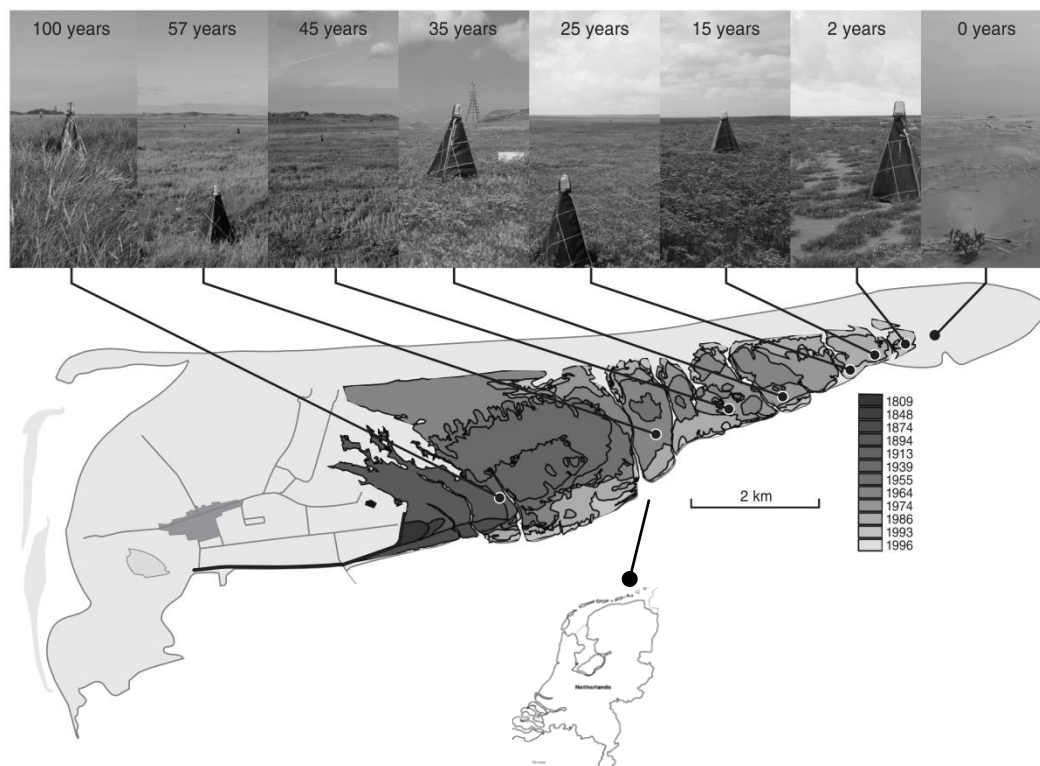 100 years
57 years
45 years
35 years
25 years
15 years
2 years
0 years
1809
1848
1874
1894
1913
1939
1955
1964
1974
1986
1993
1996
2 km
Netherlands